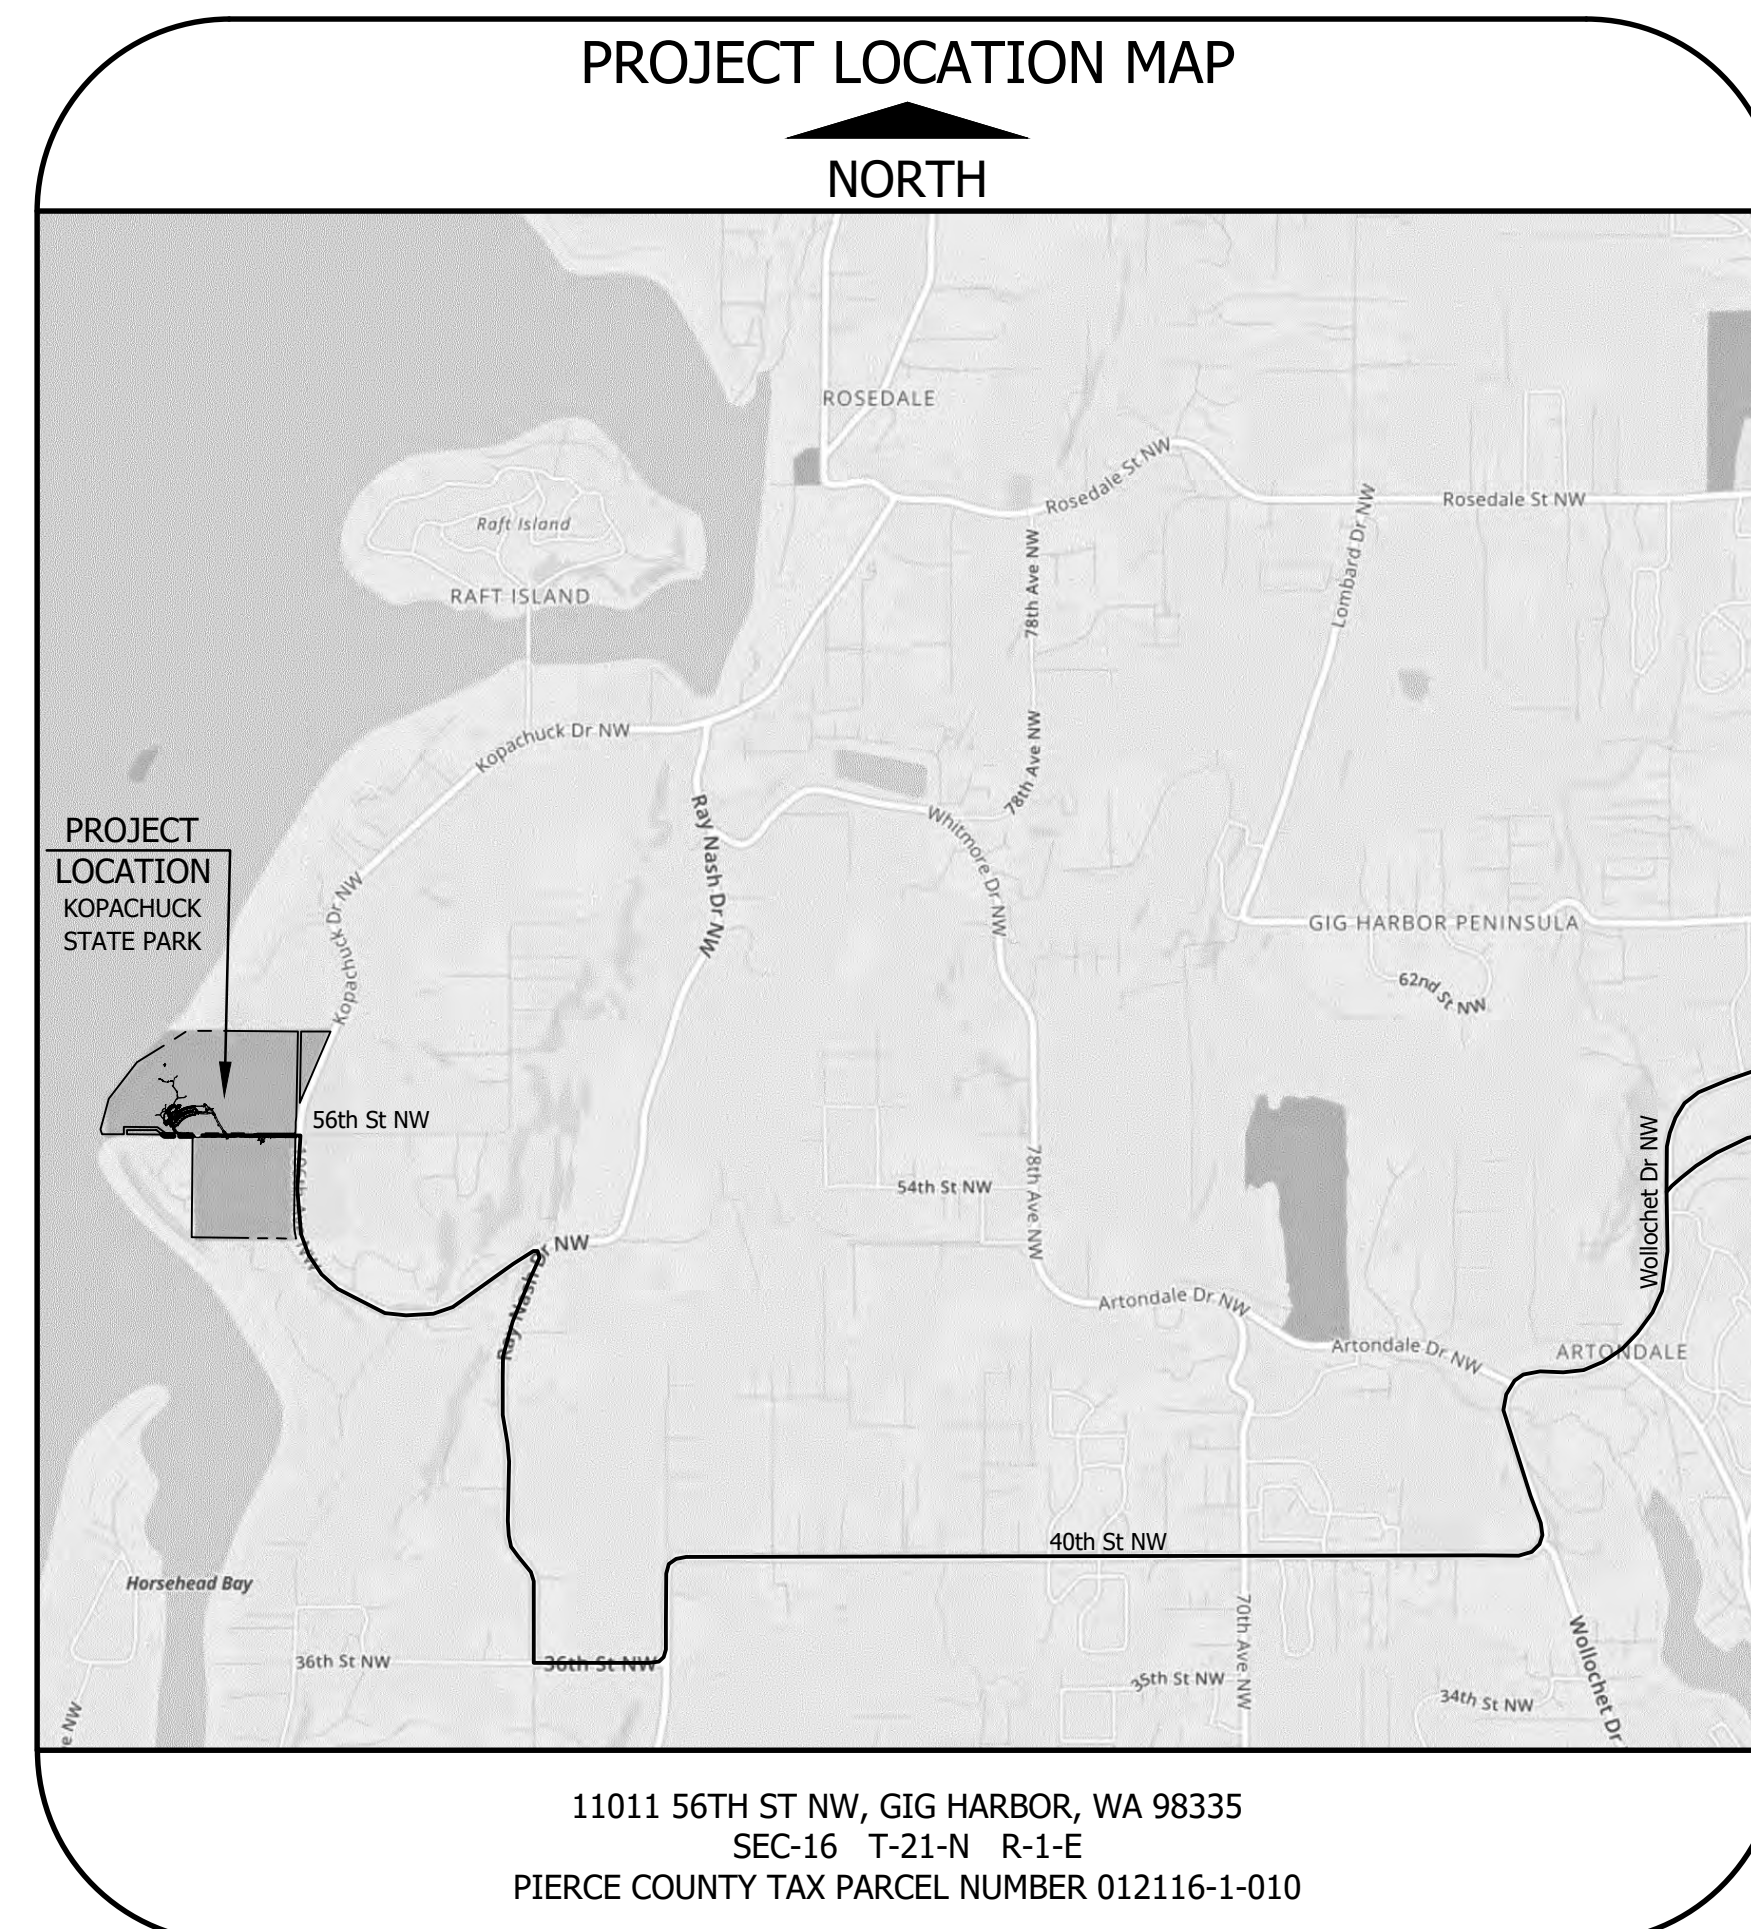 PROJECT LOCATION MAP
NORTH
ROSEDALE
Rosedale St NW
Rosedale St NW
Raft Island
RAFT ISLAND
78th Ave NW
Lombard Dr NW
Kopachuck Dr NW
78th Ave NW
Ray Nash Dr NW
Whitmore Dr NW
PROJECT
LOCATION
KOPACHUCK
STATE PARK
Kopachuck Dr NW
GIG HARBOR PENINSULA
62nd St NW
56th St NW
NW
54th St NW
78th Ave NW
Wollochet Dr NW
Ray Nash Dr NW
Artondale Dr NW
Artondale Dr NW
ARTONDALE
40th St NW
Horsehead Bay
36th St NW
36th St NW
70th Ave NW
35th St NW
34th St NW
Wollochet Dr
e NW
11011 56TH ST NW, GIG HARBOR, WA 98335
SEC-16 T-21-N R-1-E
PIERCE COUNTY TAX PARCEL NUMBER 012116-1-010